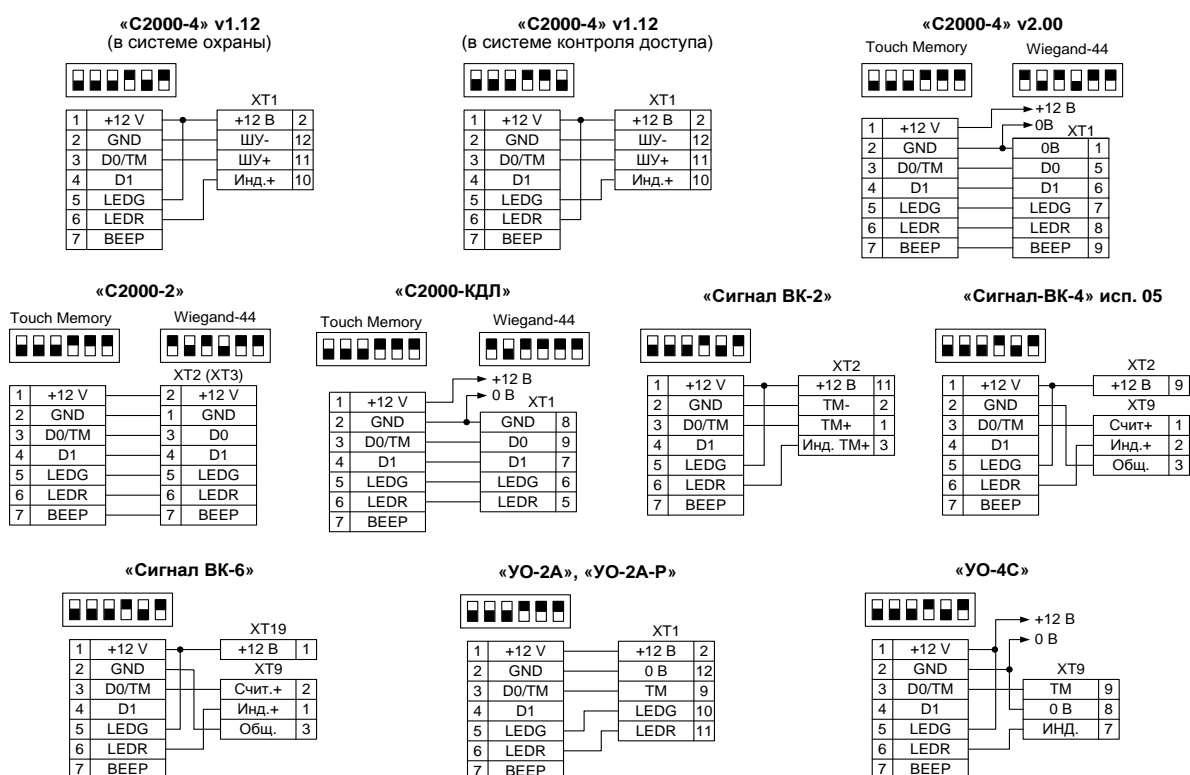 «С2000-4» v1.12
(в системе охраны)
XT1
1 +12 V +12 В 2
2 GND ШУ- 12
3 D0/TM ШУ+ 11
4 D1 Инд.+ 10
5 LEDG
6 LEDR
7 BEEP
«С2000-4» v1.12
(в системе контроля доступа)
XT1
1 +12 V +12 В 2
2 GND ШУ- 12
3 D0/TM ШУ+ 11
4 D1 Инд.+ 10
5 LEDG
6 LEDR
7 BEEP
«С2000-4» v2.00
Touch Memory Wiegand-44
+12 В
0В XT1
1 +12 V
2 GND 0В 1
3 D0/TM D0 5
4 D1 D1 6
5 LEDG LEDG 7
6 LEDR LEDR 8
7 BEEP BEEP 9
«С2000-2»
Touch Memory Wiegand-44
XT2 (XT3)
1 +12 V 2 +12 V
2 GND 1 GND
3 D0/TM 3 D0
4 D1 4 D1
5 LEDG 5 LEDG
6 LEDR 6 LEDR
7 BEEP 7 BEEP
«С2000-КДЛ»
Touch Memory Wiegand-44
+12 В
0 В XT1
1 +12 V
2 GND GND 8
3 D0/TM D0 9
4 D1 D1 7
5 LEDG LEDG 6
6 LEDR LEDR 5
7 BEEP
«Сигнал ВК-2»
XT2
1 +12 V +12 В 11
2 GND TM- 2
3 D0/TM TM+ 1
4 D1 Инд. TM+ 3
5 LEDG
6 LEDR
7 BEEP
«Сигнал-ВК-4» исп. 05
XT2
1 +12 V +12 В 9
2 GND XT9
3 D0/TM Счит+ 1
4 D1 Инд.+ 2
5 LEDG Общ. 3
6 LEDR
7 BEEP
«Сигнал ВК-6»
XT19
1 +12 V +12 В 1
2 GND XT9
3 D0/TM Счит.+ 2
4 D1 Инд.+ 1
5 LEDG Общ. 3
6 LEDR
7 BEEP
«УО-2А», «УО-2А-Р»
XT1
1 +12 V +12 В 2
2 GND 0 В 12
3 D0/TM TM 9
4 D1 LEDG 10
5 LEDG LEDR 11
6 LEDR
7 BEEP
«УО-4С»
+12 В
0 В
1 +12 V
2 GND XT9
3 D0/TM TM 9
4 D1 0 В 8
5 LEDG ИНД. 7
6 LEDR
7 BEEP